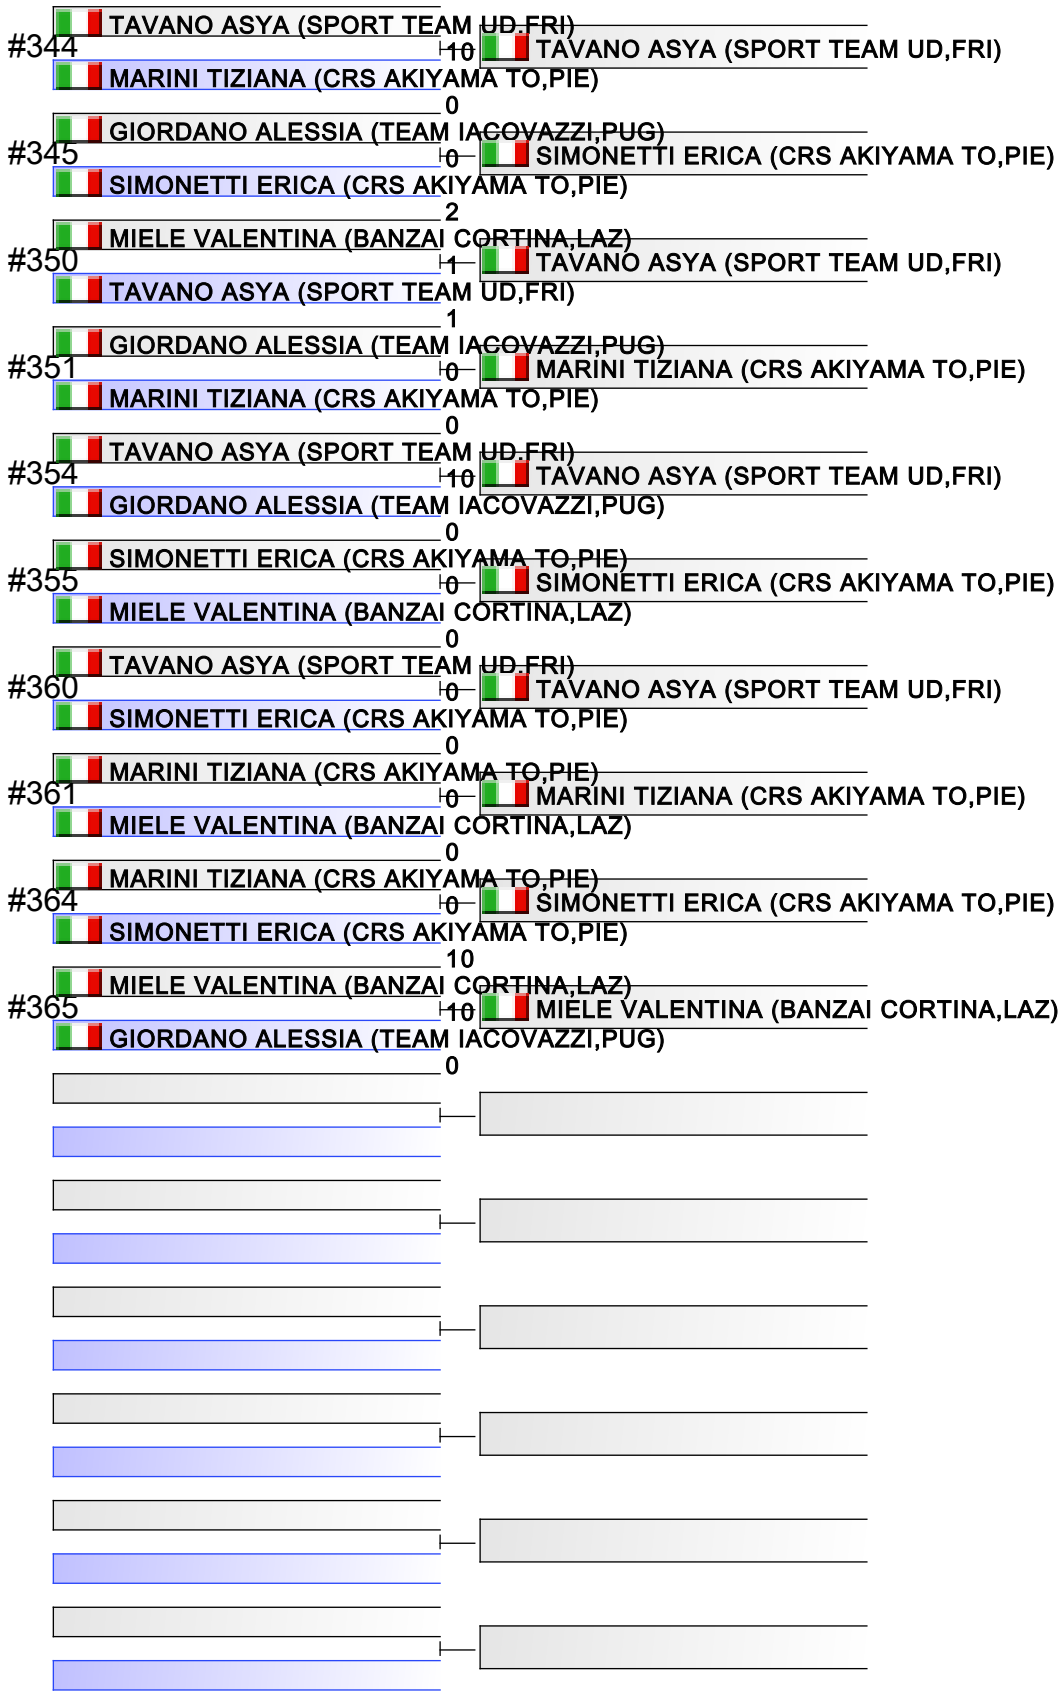 TAVANO ASYA (SPORT TEAM UD,FRI)
#344
10
TAVANO ASYA (SPORT TEAM UD,FRI)
MARINI TIZIANA (CRS AKIYAMA TO,PIE)
0
GIORDANO ALESSIA (TEAM IACOVAZZI,PUG)
#345
0
SIMONETTI ERICA (CRS AKIYAMA TO,PIE)
SIMONETTI ERICA (CRS AKIYAMA TO,PIE)
2
MIELE VALENTINA (BANZAI CORTINA,LAZ)
#350
1
TAVANO ASYA (SPORT TEAM UD,FRI)
TAVANO ASYA (SPORT TEAM UD,FRI)
1
GIORDANO ALESSIA (TEAM IACOVAZZI,PUG)
#351
0
MARINI TIZIANA (CRS AKIYAMA TO,PIE)
MARINI TIZIANA (CRS AKIYAMA TO,PIE)
0
TAVANO ASYA (SPORT TEAM UD,FRI)
#354
10
TAVANO ASYA (SPORT TEAM UD,FRI)
GIORDANO ALESSIA (TEAM IACOVAZZI,PUG)
0
SIMONETTI ERICA (CRS AKIYAMA TO,PIE)
#355
0
SIMONETTI ERICA (CRS AKIYAMA TO,PIE)
MIELE VALENTINA (BANZAI CORTINA,LAZ)
0
TAVANO ASYA (SPORT TEAM UD,FRI)
#360
0
TAVANO ASYA (SPORT TEAM UD,FRI)
SIMONETTI ERICA (CRS AKIYAMA TO,PIE)
0
MARINI TIZIANA (CRS AKIYAMA TO,PIE)
#361
0
MARINI TIZIANA (CRS AKIYAMA TO,PIE)
MIELE VALENTINA (BANZAI CORTINA,LAZ)
0
MARINI TIZIANA (CRS AKIYAMA TO,PIE)
#364
0
SIMONETTI ERICA (CRS AKIYAMA TO,PIE)
SIMONETTI ERICA (CRS AKIYAMA TO,PIE)
10
MIELE VALENTINA (BANZAI CORTINA,LAZ)
#365
10
MIELE VALENTINA (BANZAI CORTINA,LAZ)
GIORDANO ALESSIA (TEAM IACOVAZZI,PUG)
0